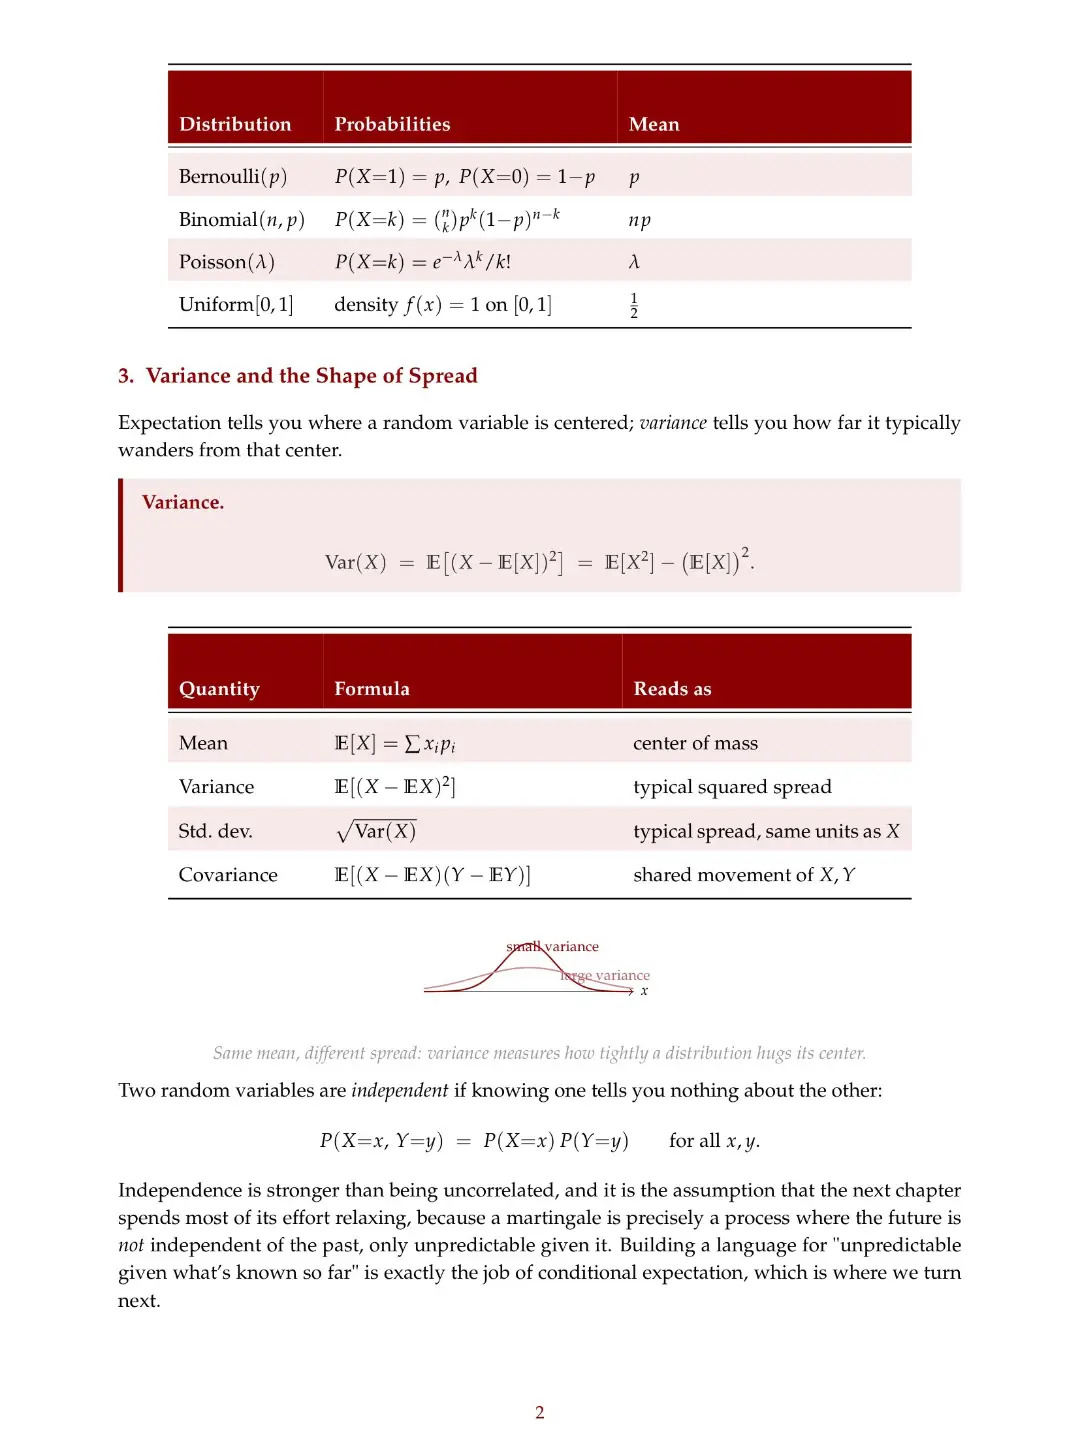 Distribution Probabilities Mean
Bernoulli(p) P(X=1) = p, P(X=0) = 1−p p
Binomial(n, p) P(X=k) = (n k)p^k(1−p)^{n−k} np
Poisson(λ) P(X=k) = e^{−λ}λ^k/k! λ
Uniform[0, 1] density f(x) = 1 on [0, 1] 1/2
3. Variance and the Shape of Spread
Expectation tells you where a random variable is centered; variance tells you how far it typically
wanders from that center.
Variance.
Var(X) = 𝔼[(X − 𝔼[X])²] = 𝔼[X²] − (𝔼[X])².
Quantity Formula Reads as
Mean 𝔼[X] = ∑ x_i p_i center of mass
Variance 𝔼[(X − 𝔼X)²] typical squared spread
Std. dev. √Var(X) typical spread, same units as X
Covariance 𝔼[(X − 𝔼X)(Y − 𝔼Y)] shared movement of X, Y
small variance
large variance
x
Same mean, different spread: variance measures how tightly a distribution hugs its center.
Two random variables are independent if knowing one tells you nothing about the other:
P(X=x, Y=y) = P(X=x) P(Y=y) for all x, y.
Independence is stronger than being uncorrelated, and it is the assumption that the next chapter
spends most of its effort relaxing, because a martingale is precisely a process where the future is
not independent of the past, only unpredictable given it. Building a language for "unpredictable
given what’s known so far" is exactly the job of conditional expectation, which is where we turn
next.
2